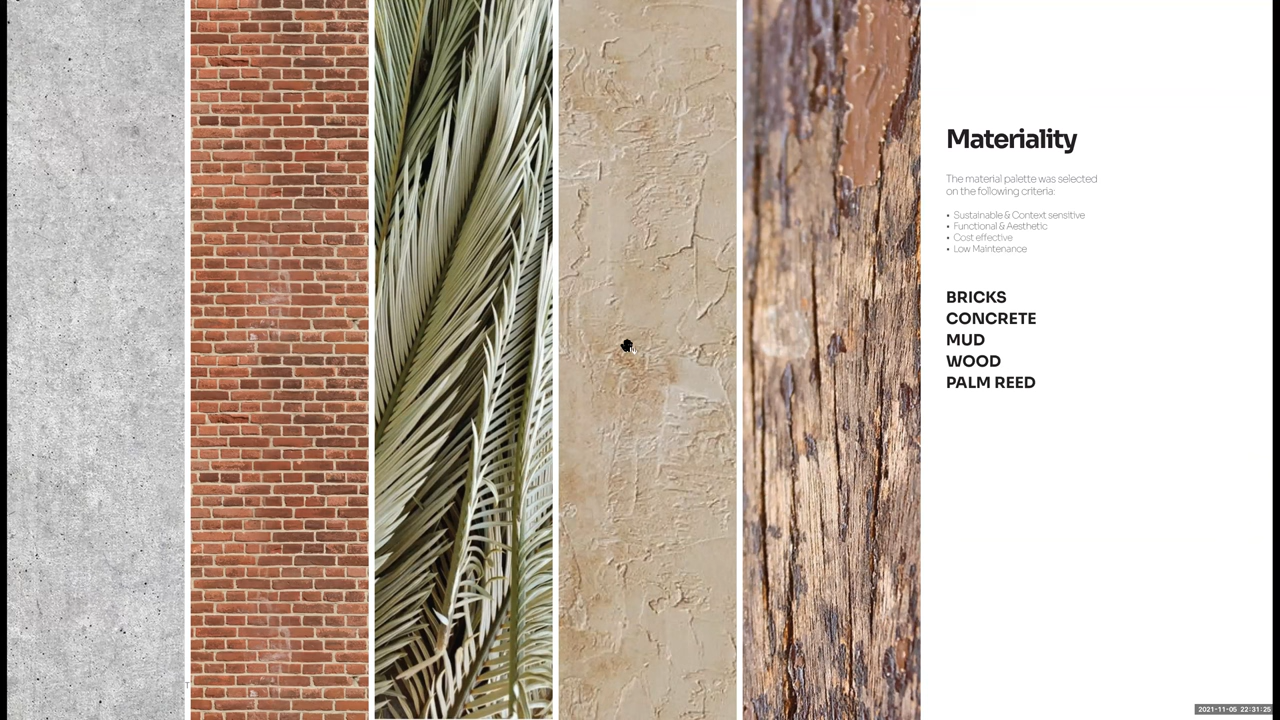 Materiality
The material palette was selected
on the following criteria:
• Sustainable & Context sensitive
• Functional & Aesthetic
• Cost effective
• Low Maintenance
BRICKS
CONCRETE
MUD
WOOD
PALM REED
2021-11-05 22:31:25